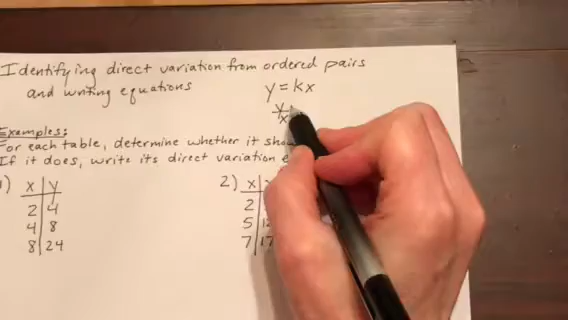 Identifying direct variation from ordered pairs
and writing equations
y = kx
y
x
Examples:
For each table, determine whether it
If it does, write its direct variation
x y
2 4
4 8
8 24
2) x
2
5
7